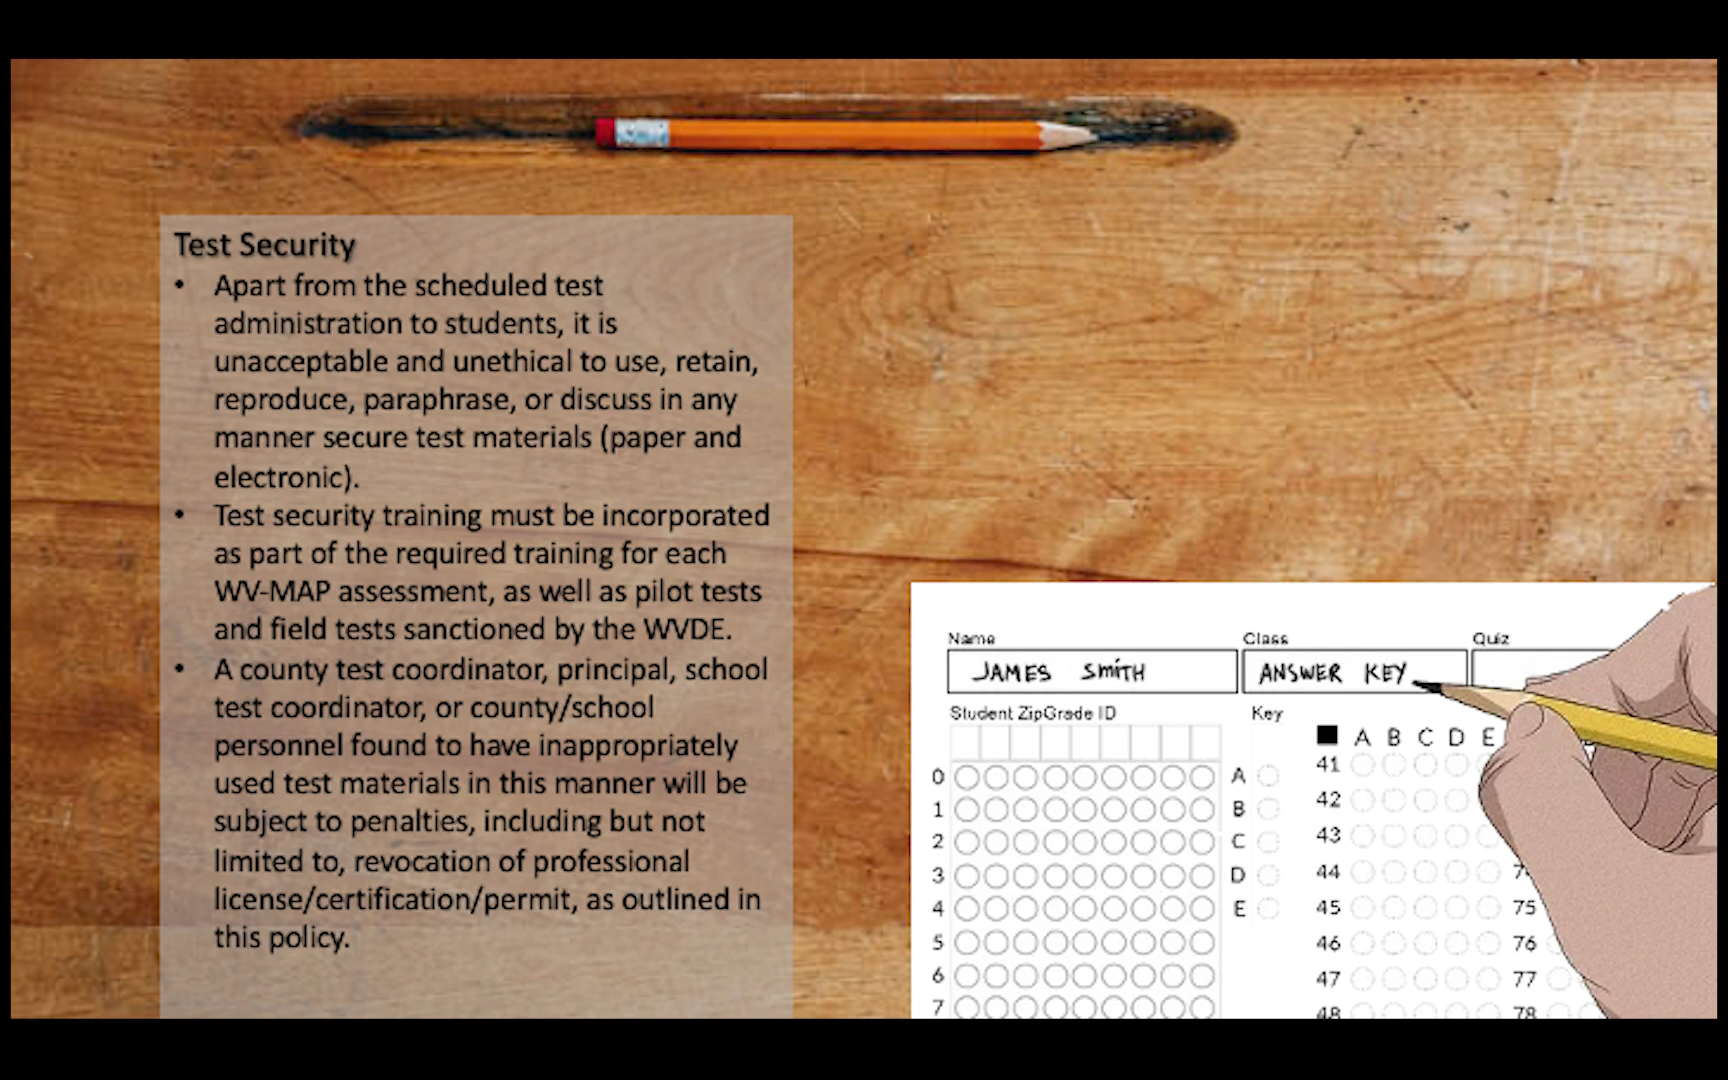 Test Security
• Apart from the scheduled test
administration to students, it is
unacceptable and unethical to use, retain,
reproduce, paraphrase, or discuss in any
manner secure test materials (paper and
electronic).
• Test security training must be incorporated
as part of the required training for each
WV-MAP assessment, as well as pilot tests
and field tests sanctioned by the WVDE.
• A county test coordinator, principal, school
test coordinator, or county/school
personnel found to have inappropriately
used test materials in this manner will be
subject to penalties, including but not
limited to, revocation of professional
license/certification/permit, as outlined in
this policy.
Name Class Quiz
JAMES SMITH ANSWER KEY
Student ZipGrade ID Key
A B C D E
0 A 41
1 B 42
2 C 43
3 D 44
4 E 45 75
5 46 76
6 47 77
7 48 78